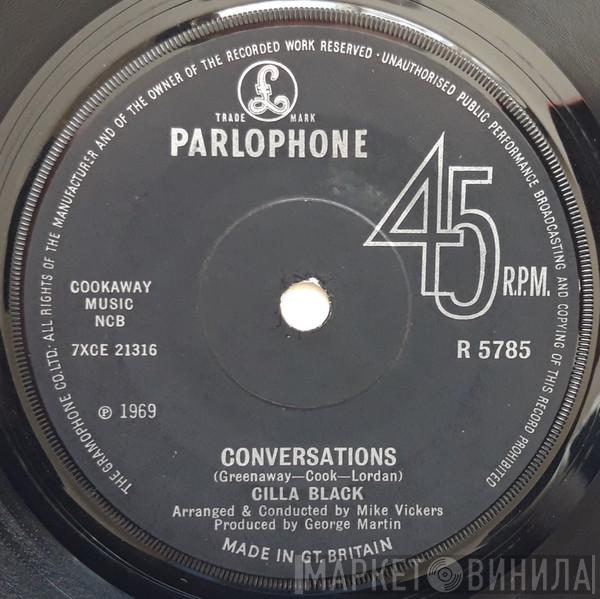 THE GRAMOPHONE CO. LTD. ALL RIGHTS OF THE MANUFACTURER AND OF THE OWNER OF THE RECORDED WORK RESERVED · UNAUTHORISED PUBLIC PERFORMANCE BROADCASTING AND COPYING OF THIS RECORD PROHIBITED
£
TRADE MARK
PARLOPHONE
45
R.P.M.
COOKAWAY
MUSIC
NCB
7XCE 21316
R 5785
℗ 1969
CONVERSATIONS
(Greenaway—Cook—Lordan)
CILLA BLACK
Arranged & Conducted by Mike Vickers
Produced by George Martin
MADE IN GT. BRITAIN
МАРКЕТ ВИНИЛА